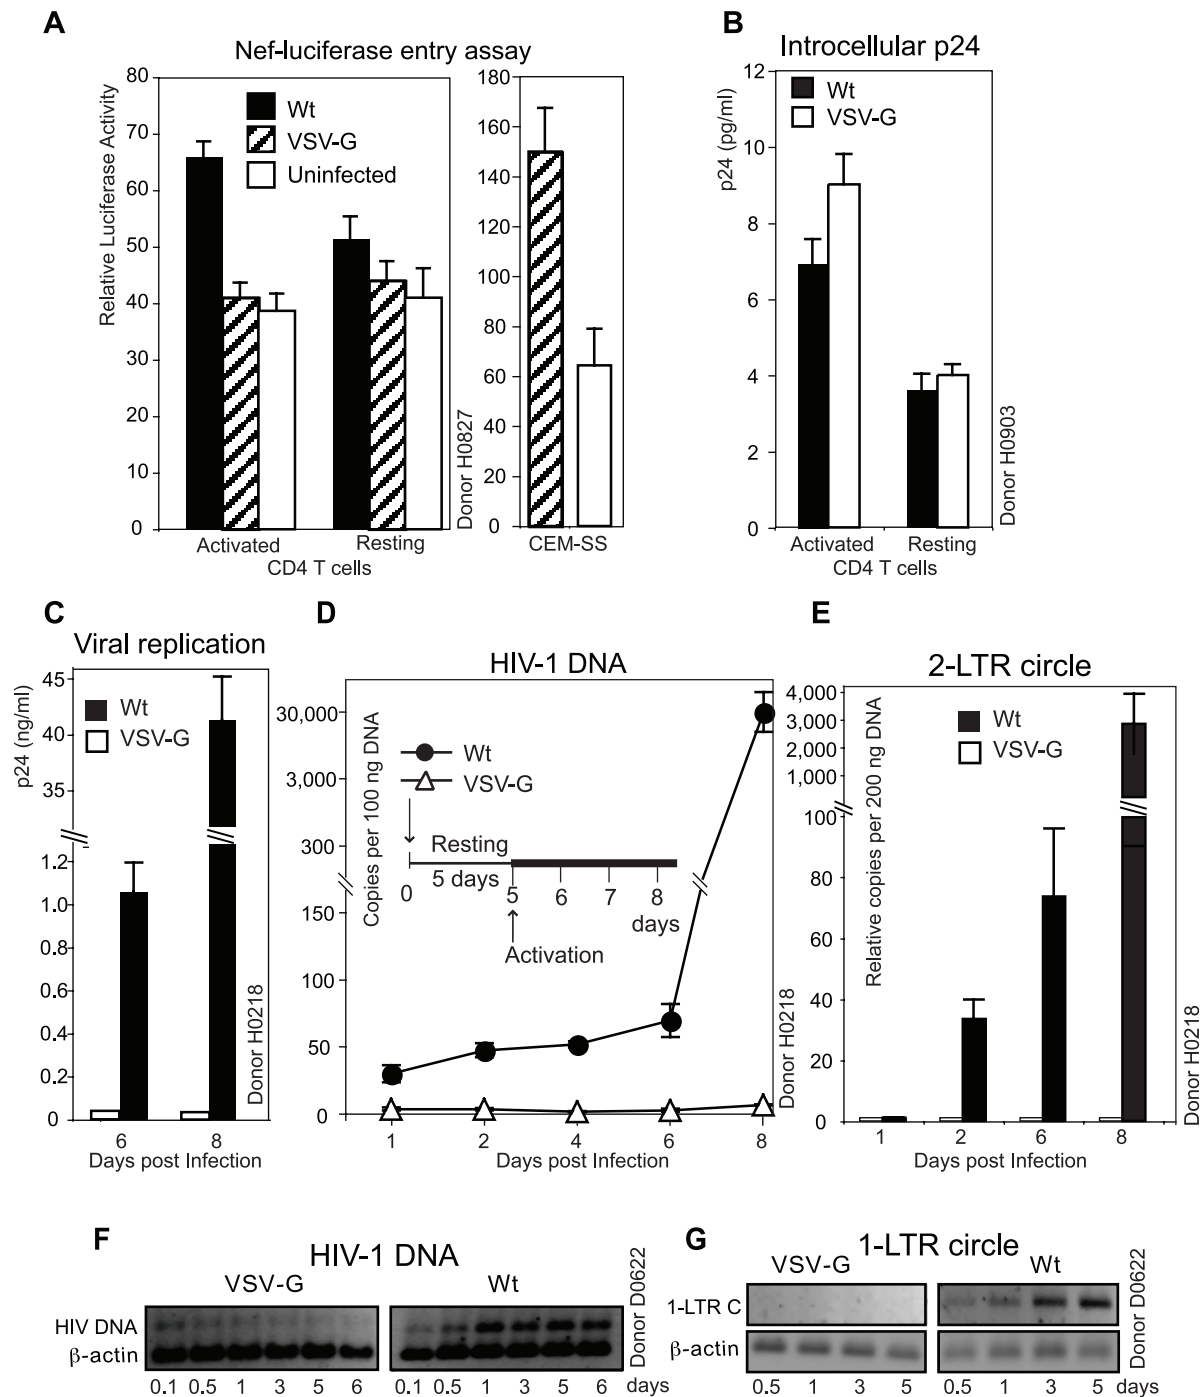 A
Nef-luciferase entry assay
Relative Luciferase Activity
80
70
60
50
40
30
20
10
0
Wt
VSV-G
Uninfected
Activated
Resting
CD4 T cells
Donor H0827
180
160
140
120
100
80
60
40
20
0
CEM-SS
B
Introcellular p24
p24 (pg/ml)
12
10
8
6
4
2
0
Wt
VSV-G
Activated
Resting
CD4 T cells
Donor H0903
C
Viral replication
p24 (ng/ml)
45
40
35
1.2
1.0
0.8
0.6
0.4
0.2
0
Wt
VSV-G
6
8
Days post Infection
Donor H0218
D
HIV-1 DNA
Copies per 100 ng DNA
30,000
3,000
300
150
100
50
0
Wt
VSV-G
Resting
5 days
0
5
6
7
8
days
Activation
1
2
4
6
8
Days post Infection
Donor H0218
E
2-LTR circle
Relative copies per 200 ng DNA
4,000
3,000
2,000
1,000
100
80
60
40
20
0
Wt
VSV-G
1
2
6
8
Days post Infection
Donor H0218
F
HIV-1 DNA
VSV-G
Wt
HIV DNA
β-actin
0.1 0.5 1 3 5 6
0.1 0.5 1 3 5 6 days
Donor D0622
G
1-LTR circle
VSV-G
Wt
1-LTR C
β-actin
0.5 1 3 5
0.5 1 3 5
Donor D0622